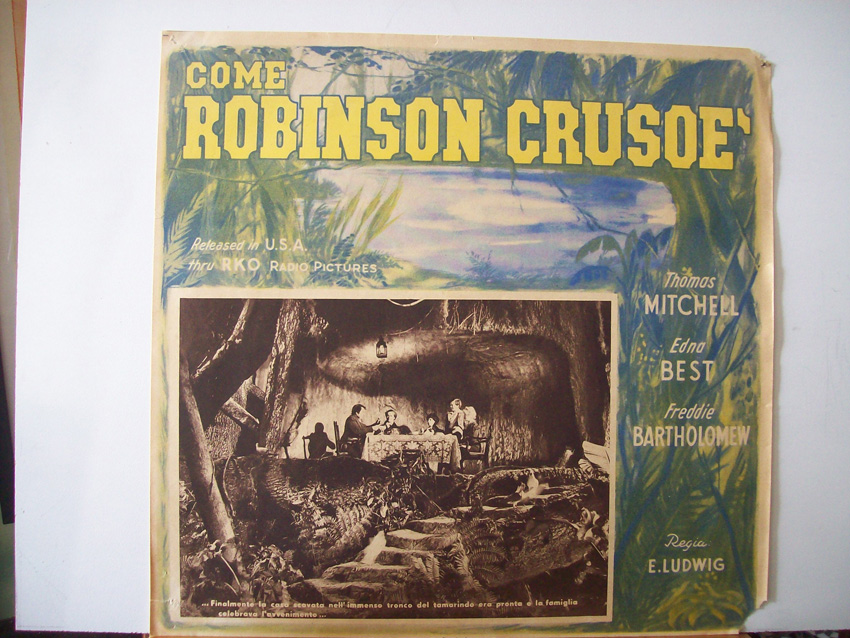 COME
ROBINSON CRUSOE'
Released in U.S.A.
thru RKO RADIO PICTURES
Thomas
MITCHELL
Edna
BEST
Freddie
BARTHOLOMEW
Regia
E. LUDWIG
... Finalmente la casa scavata nell'immenso tronco del tamarindo era pronta e la famiglia
celebrava l'avvenimento ...